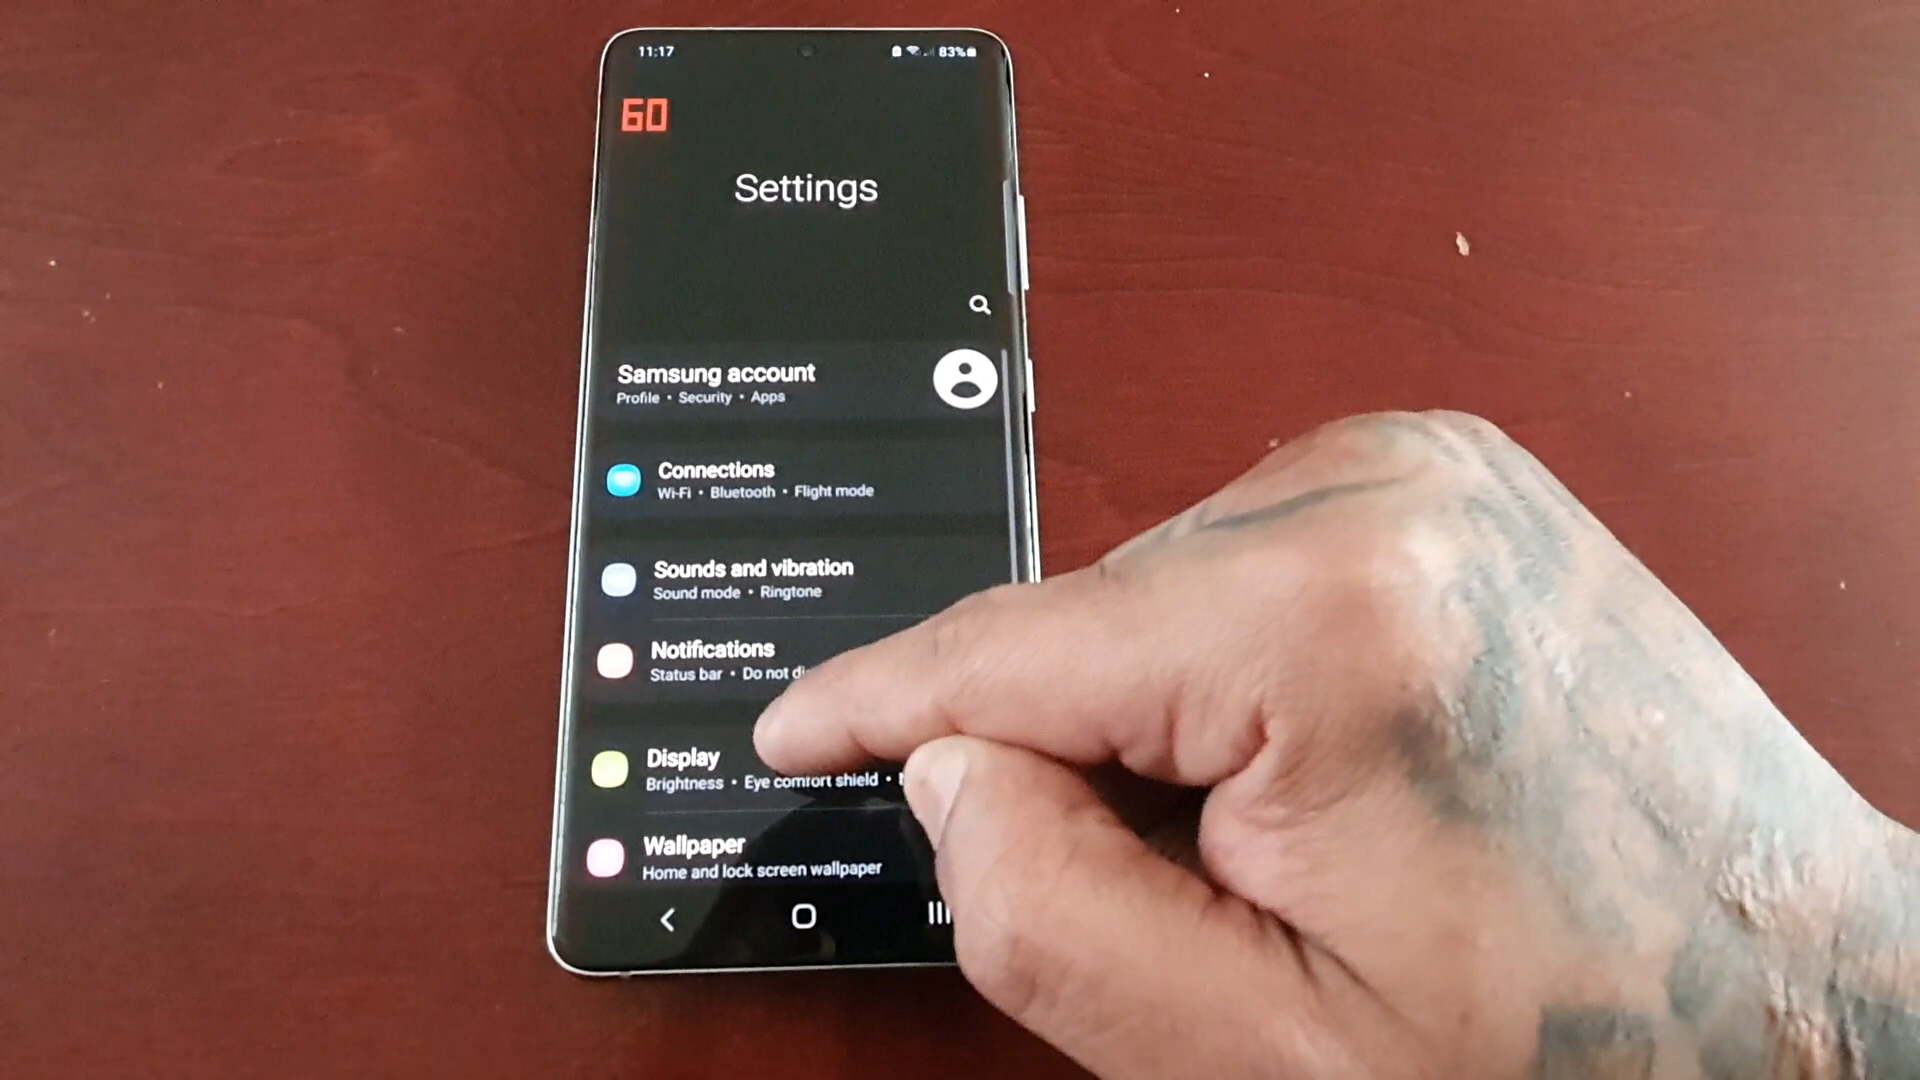 11:17
83%
60
Settings
Samsung account
Profile • Security • Apps
Connections
Wi-Fi • Bluetooth • Flight mode
Sounds and vibration
Sound mode • Ringtone
Notifications
Status bar • Do not
Display
Brightness • Eye comfort shield •
Wallpaper
Home and lock screen wallpaper